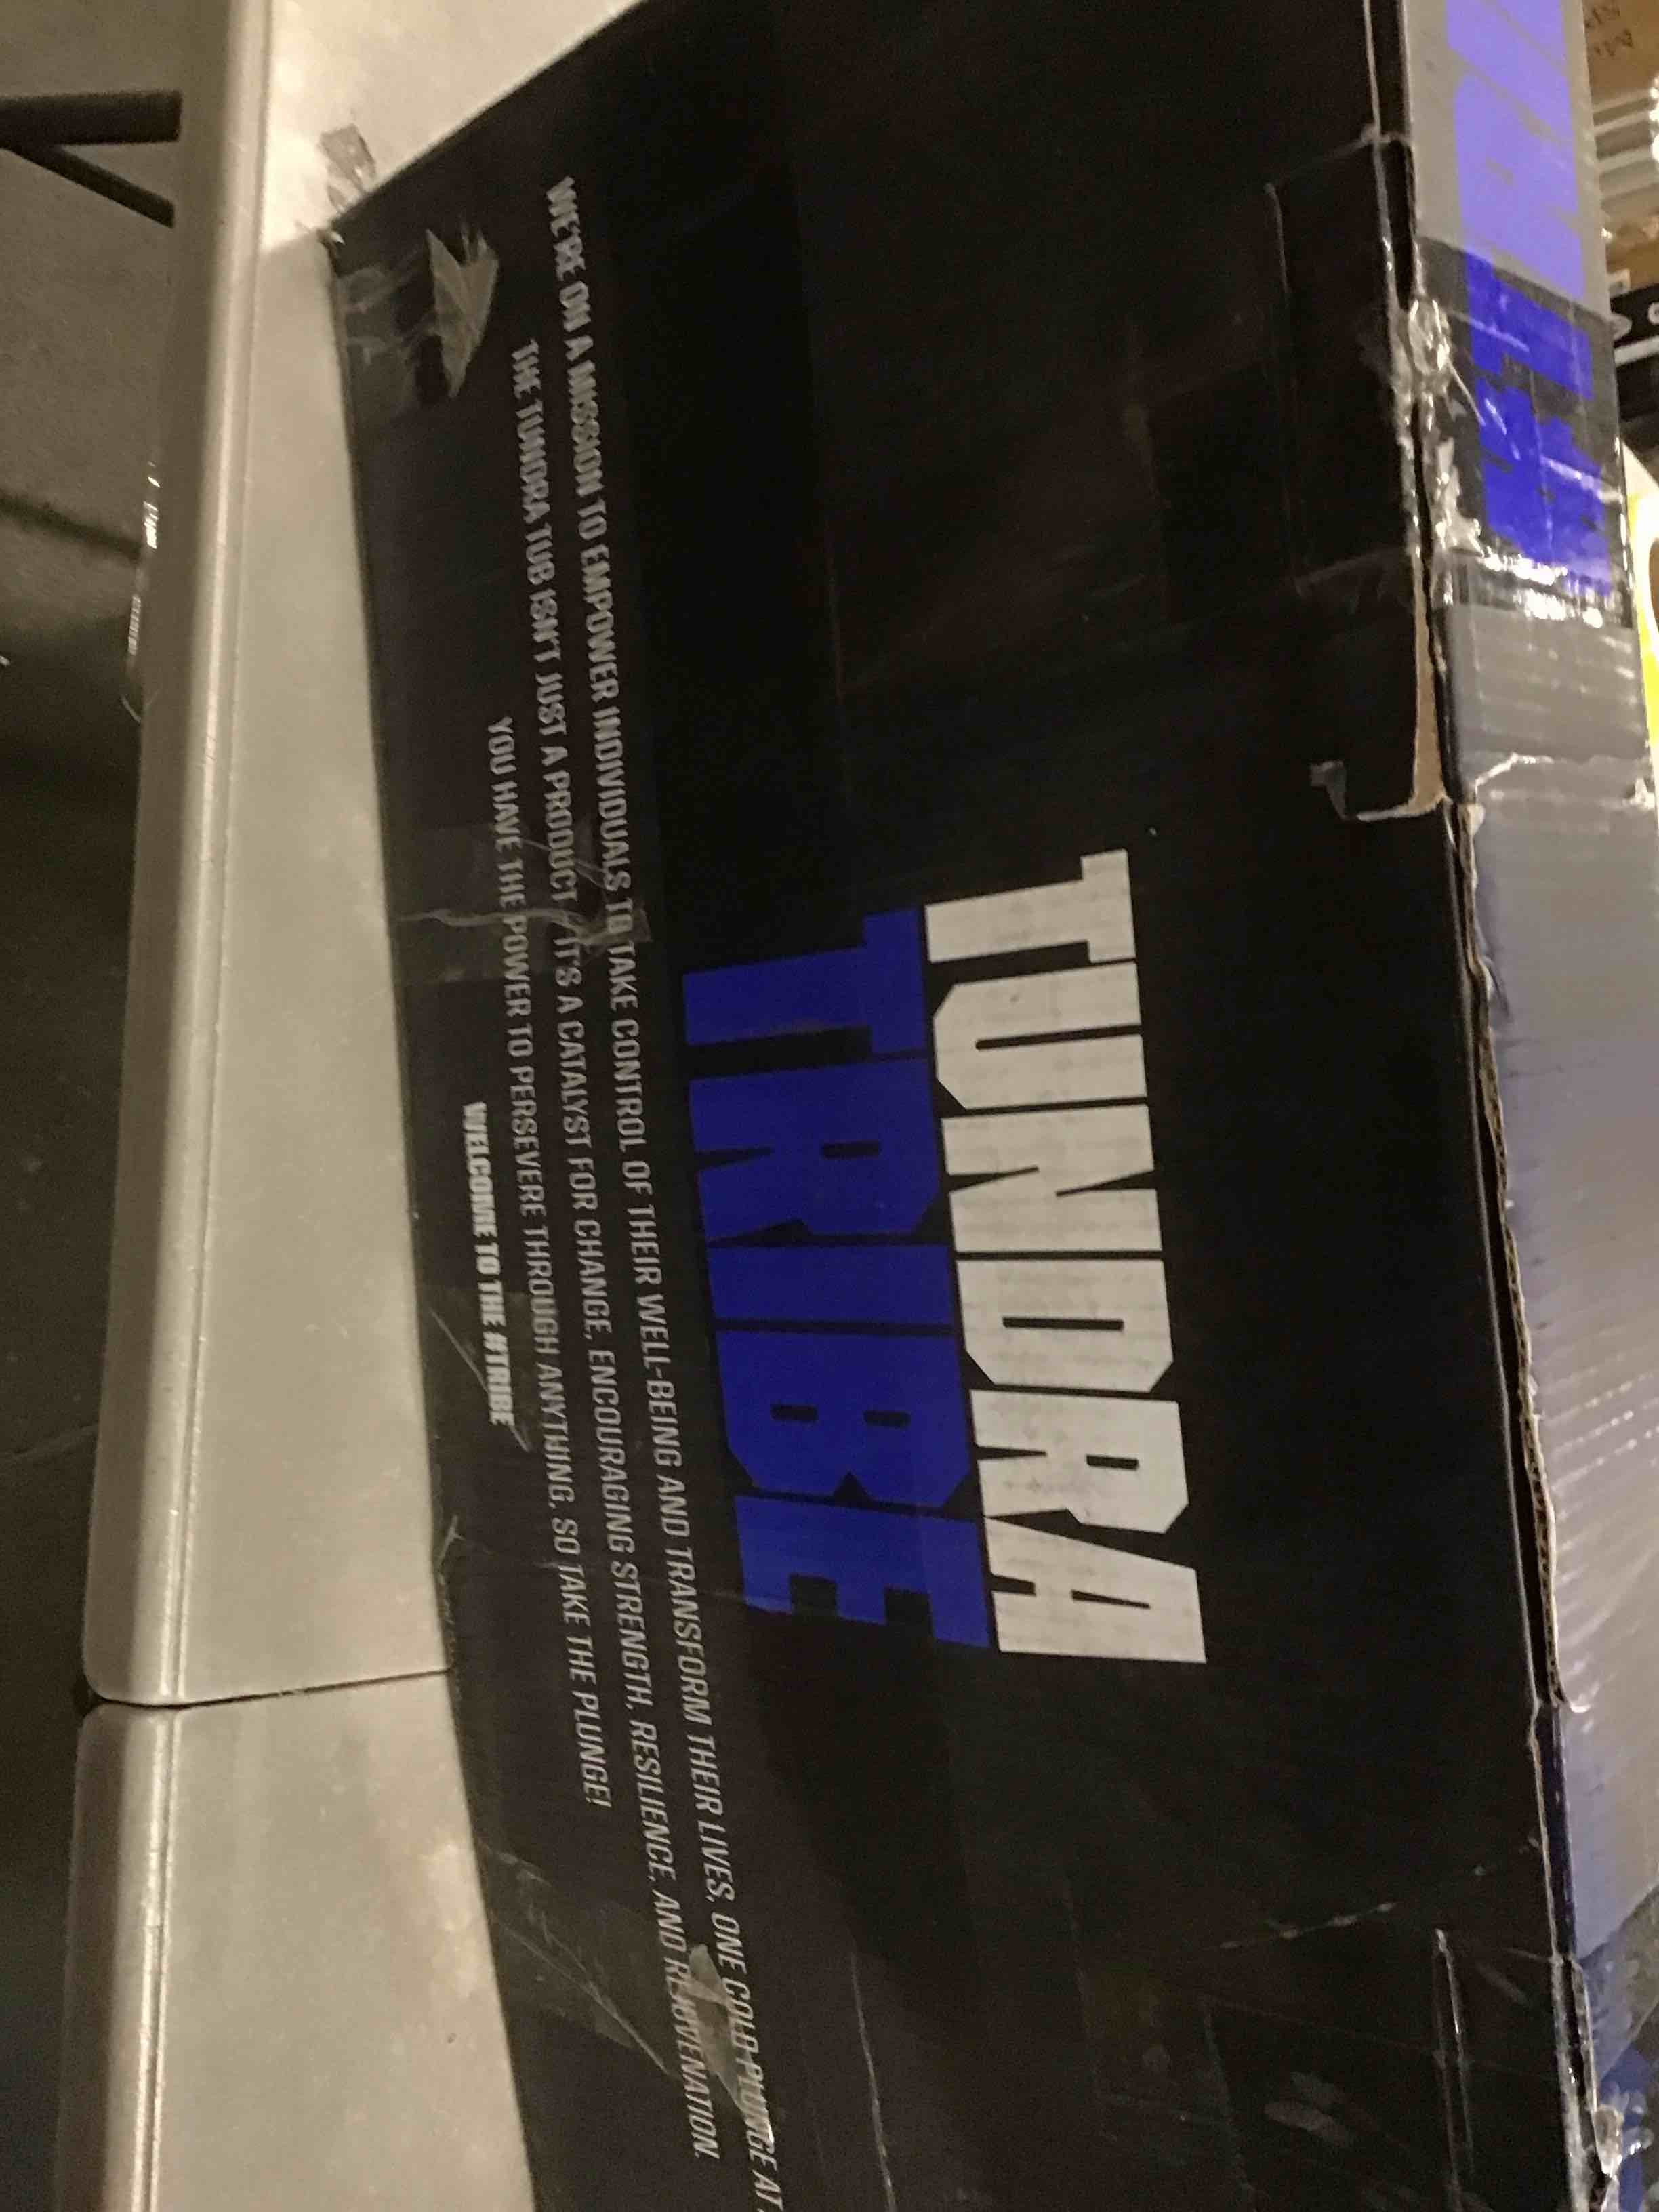 TUNDRA
TRIBE
WE'RE ON A MISSION TO EMPOWER INDIVIDUALS TO TAKE CONTROL OF THEIR WELL-BEING AND TRANSFORM THEIR LIVES, ONE COLD PLUNGE AT
THE TUNDRA TUB ISN'T JUST A PRODUCT IT'S A CATALYST FOR CHANGE, ENCOURAGING STRENGTH, RESILIENCE, AND REJUVENATION.
YOU HAVE THE POWER TO PERSEVERE THROUGH ANYTHING, SO TAKE THE PLUNGE!
WELCOME TO THE #TRIBE